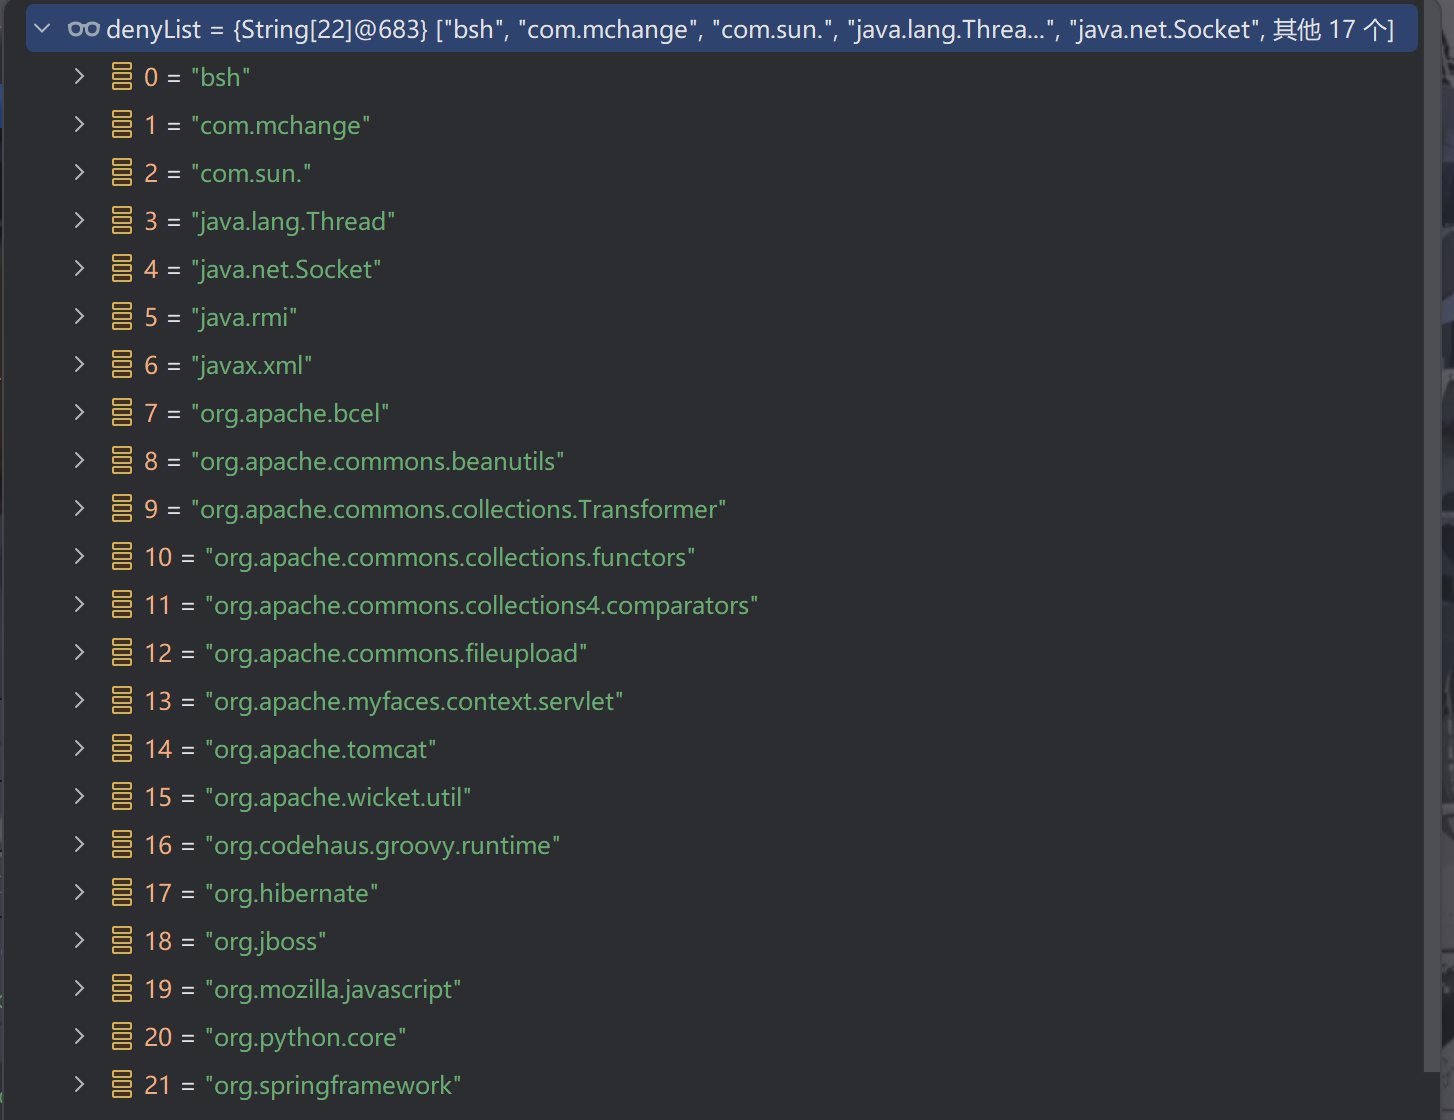 denyList = {String[22]@683} ["bsh", "com.mchange", "com.sun.", "java.lang.Threa...", "java.net.Socket", 其他 17 个]
0 = "bsh"
1 = "com.mchange"
2 = "com.sun."
3 = "java.lang.Thread"
4 = "java.net.Socket"
5 = "java.rmi"
6 = "javax.xml"
7 = "org.apache.bcel"
8 = "org.apache.commons.beanutils"
9 = "org.apache.commons.collections.Transformer"
10 = "org.apache.commons.collections.functors"
11 = "org.apache.commons.collections4.comparators"
12 = "org.apache.commons.fileupload"
13 = "org.apache.myfaces.context.servlet"
14 = "org.apache.tomcat"
15 = "org.apache.wicket.util"
16 = "org.codehaus.groovy.runtime"
17 = "org.hibernate"
18 = "org.jboss"
19 = "org.mozilla.javascript"
20 = "org.python.core"
21 = "org.springframework"